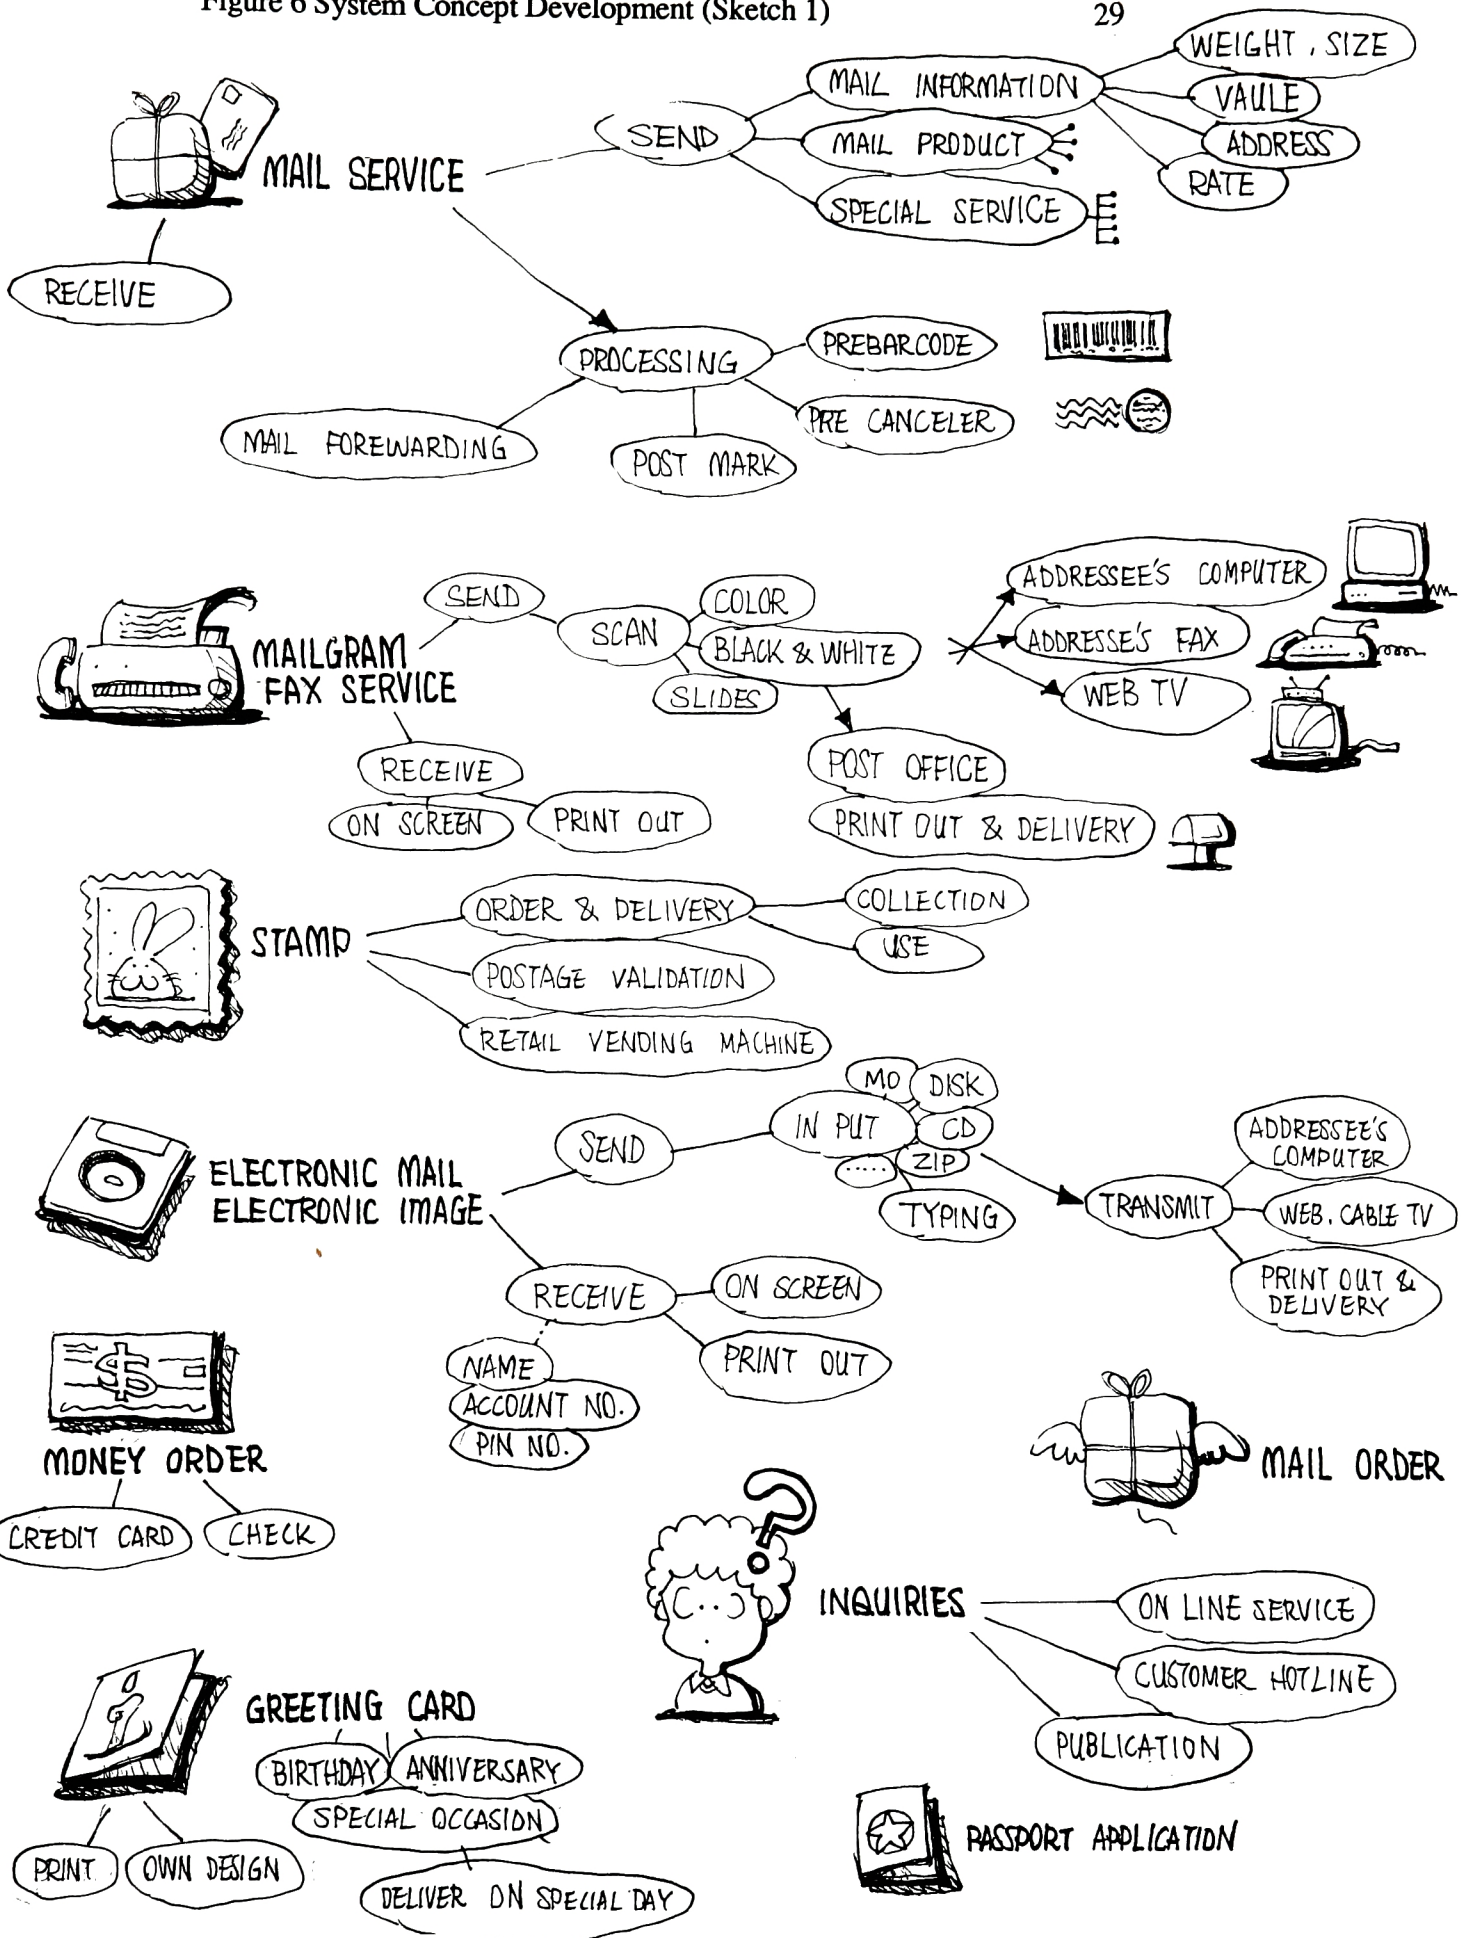 Figure 6 System Concept Development (Sketch 1)
29
MAIL SERVICE
RECEIVE
SEND
MAIL INFORMATION
WEIGHT, SIZE
VAULE
ADDRESS
RATE
MAIL PRODUCT
SPECIAL SERVICE
PROCESSING
PREBARCODE
PRE CANCELER
POST MARK
MAIL FOREWARDING
MAILGRAM
FAX SERVICE
SEND
SCAN
COLOR
BLACK & WHITE
SLIDES
ADDRESSEE'S COMPUTER
ADDRESSE'S FAX
WEB TV
POST OFFICE
PRINT OUT & DELIVERY
RECEIVE
ON SCREEN
PRINT OUT
STAMP
ORDER & DELIVERY
COLLECTION
USE
POSTAGE VALIDATION
RETAIL VENDING MACHINE
ELECTRONIC MAIL
ELECTRONIC IMAGE
SEND
IN PUT
MO
DISK
CD
ZIP
.....
TYPING
TRANSMIT
ADDRESSEE'S
COMPUTER
WEB. CABLE TV
PRINT OUT &
DELIVERY
RECEIVE
ON SCREEN
PRINT OUT
NAME
ACCOUNT NO.
PIN NO.
$
MONEY ORDER
CREDIT CARD
CHECK
MAIL ORDER
?
INQUIRIES
ON LINE SERVICE
CUSTOMER HOTLINE
PUBLICATION
GREETING CARD
BIRTHDAY
ANNIVERSARY
SPECIAL OCCASION
DELIVER ON SPECIAL DAY
PRINT
OWN DESIGN
PASSPORT APPLICATION